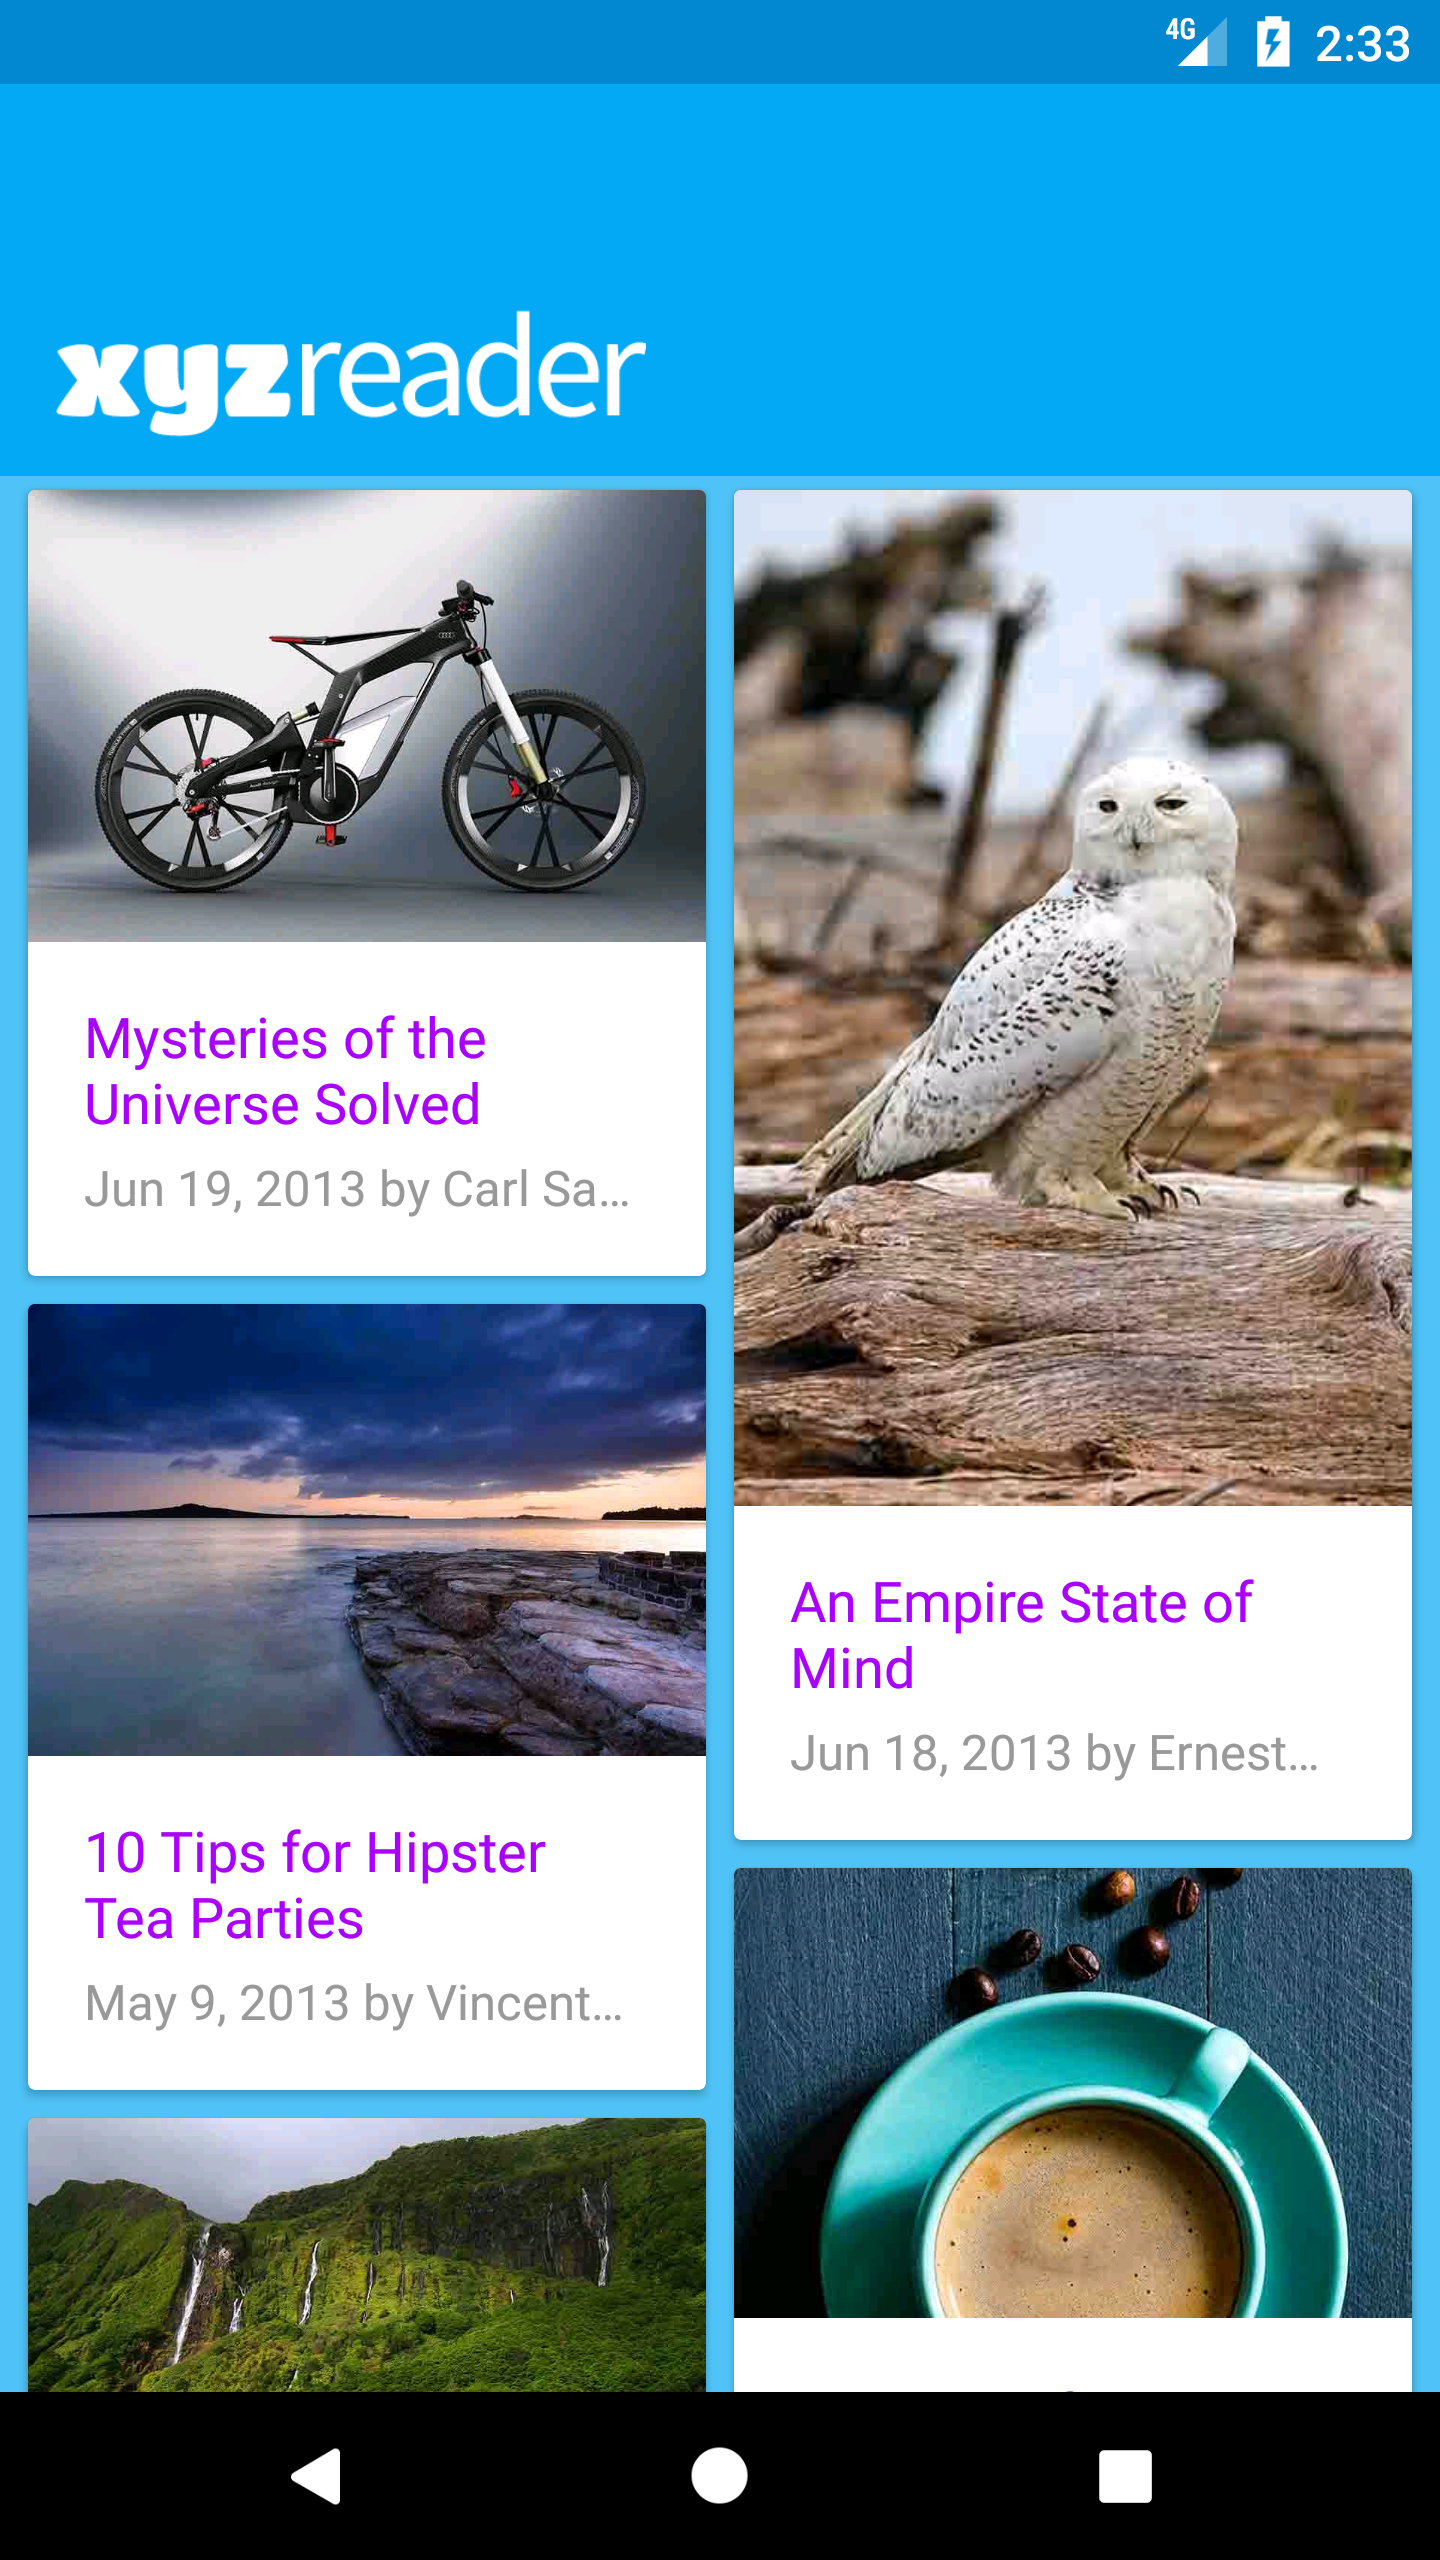 4G 2:33
xyzreader
Mysteries of the
Universe Solved
Jun 19, 2013 by Carl Sa…
An Empire State of
Mind
Jun 18, 2013 by Ernest…
10 Tips for Hipster
Tea Parties
May 9, 2013 by Vincent…